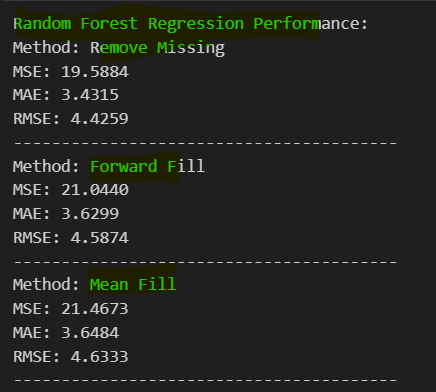 Random Forest Regression Performance:
Method: Remove Missing
MSE: 19.5884
MAE: 3.4315
RMSE: 4.4259
----------------------------------------
Method: Forward Fill
MSE: 21.0440
MAE: 3.6299
RMSE: 4.5874
----------------------------------------
Method: Mean Fill
MSE: 21.4673
MAE: 3.6484
RMSE: 4.6333
----------------------------------------